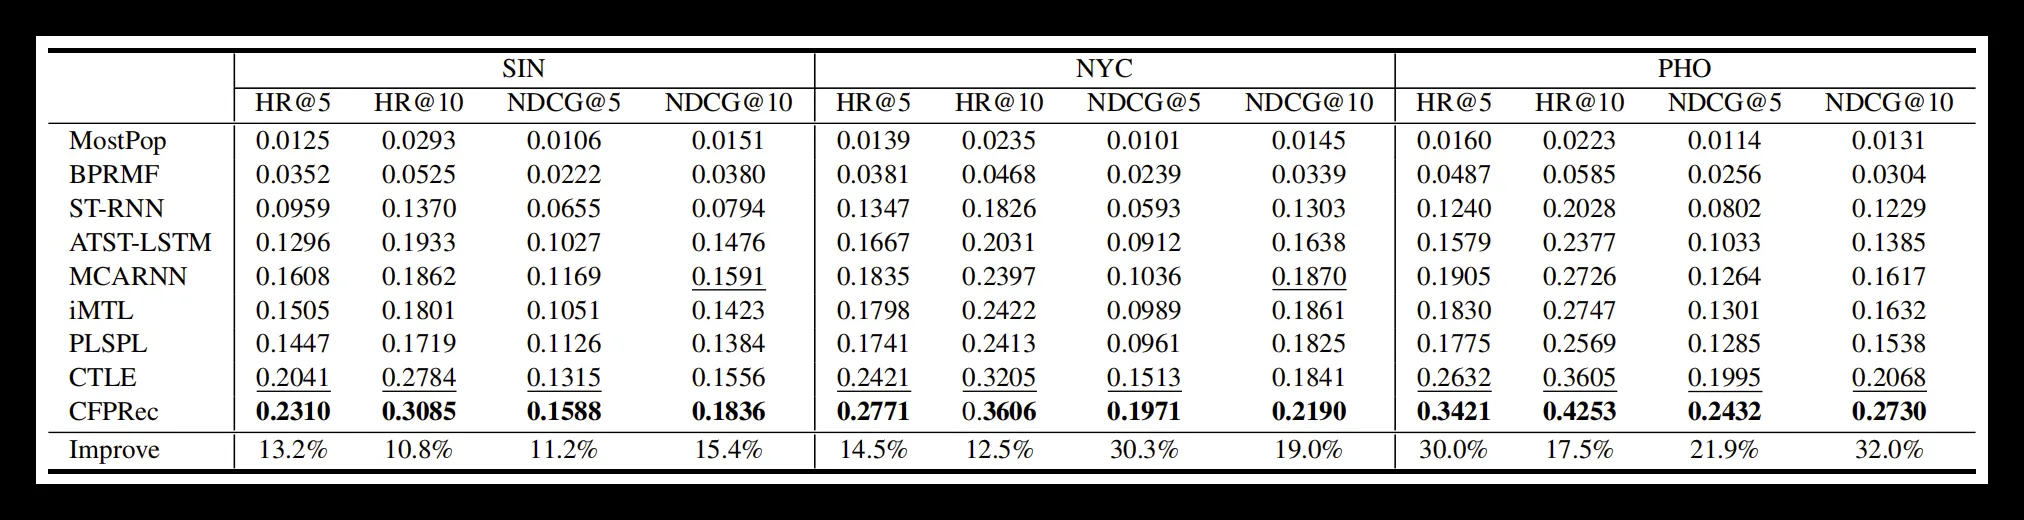 SIN NYC PHO
HR@5 HR@10 NDCG@5 NDCG@10 HR@5 HR@10 NDCG@5 NDCG@10 HR@5 HR@10 NDCG@5 NDCG@10
MostPop 0.0125 0.0293 0.0106 0.0151 0.0139 0.0235 0.0101 0.0145 0.0160 0.0223 0.0114 0.0131
BPRMF 0.0352 0.0525 0.0222 0.0380 0.0381 0.0468 0.0239 0.0339 0.0487 0.0585 0.0256 0.0304
ST-RNN 0.0959 0.1370 0.0655 0.0794 0.1347 0.1826 0.0593 0.1303 0.1240 0.2028 0.0802 0.1229
ATST-LSTM 0.1296 0.1933 0.1027 0.1476 0.1667 0.2031 0.0912 0.1638 0.1579 0.2377 0.1033 0.1385
MCARNN 0.1608 0.1862 0.1169 0.1591 0.1835 0.2397 0.1036 0.1870 0.1905 0.2726 0.1264 0.1617
iMTL 0.1505 0.1801 0.1051 0.1423 0.1798 0.2422 0.0989 0.1861 0.1830 0.2747 0.1301 0.1632
PLSPL 0.1447 0.1719 0.1126 0.1384 0.1741 0.2413 0.0961 0.1825 0.1775 0.2569 0.1285 0.1538
CTLE 0.2041 0.2784 0.1315 0.1556 0.2421 0.3205 0.1513 0.1841 0.2632 0.3605 0.1995 0.2068
CFPRec 0.2310 0.3085 0.1588 0.1836 0.2771 0.3606 0.1971 0.2190 0.3421 0.4253 0.2432 0.2730
Improve 13.2% 10.8% 11.2% 15.4% 14.5% 12.5% 30.3% 19.0% 30.0% 17.5% 21.9% 32.0%